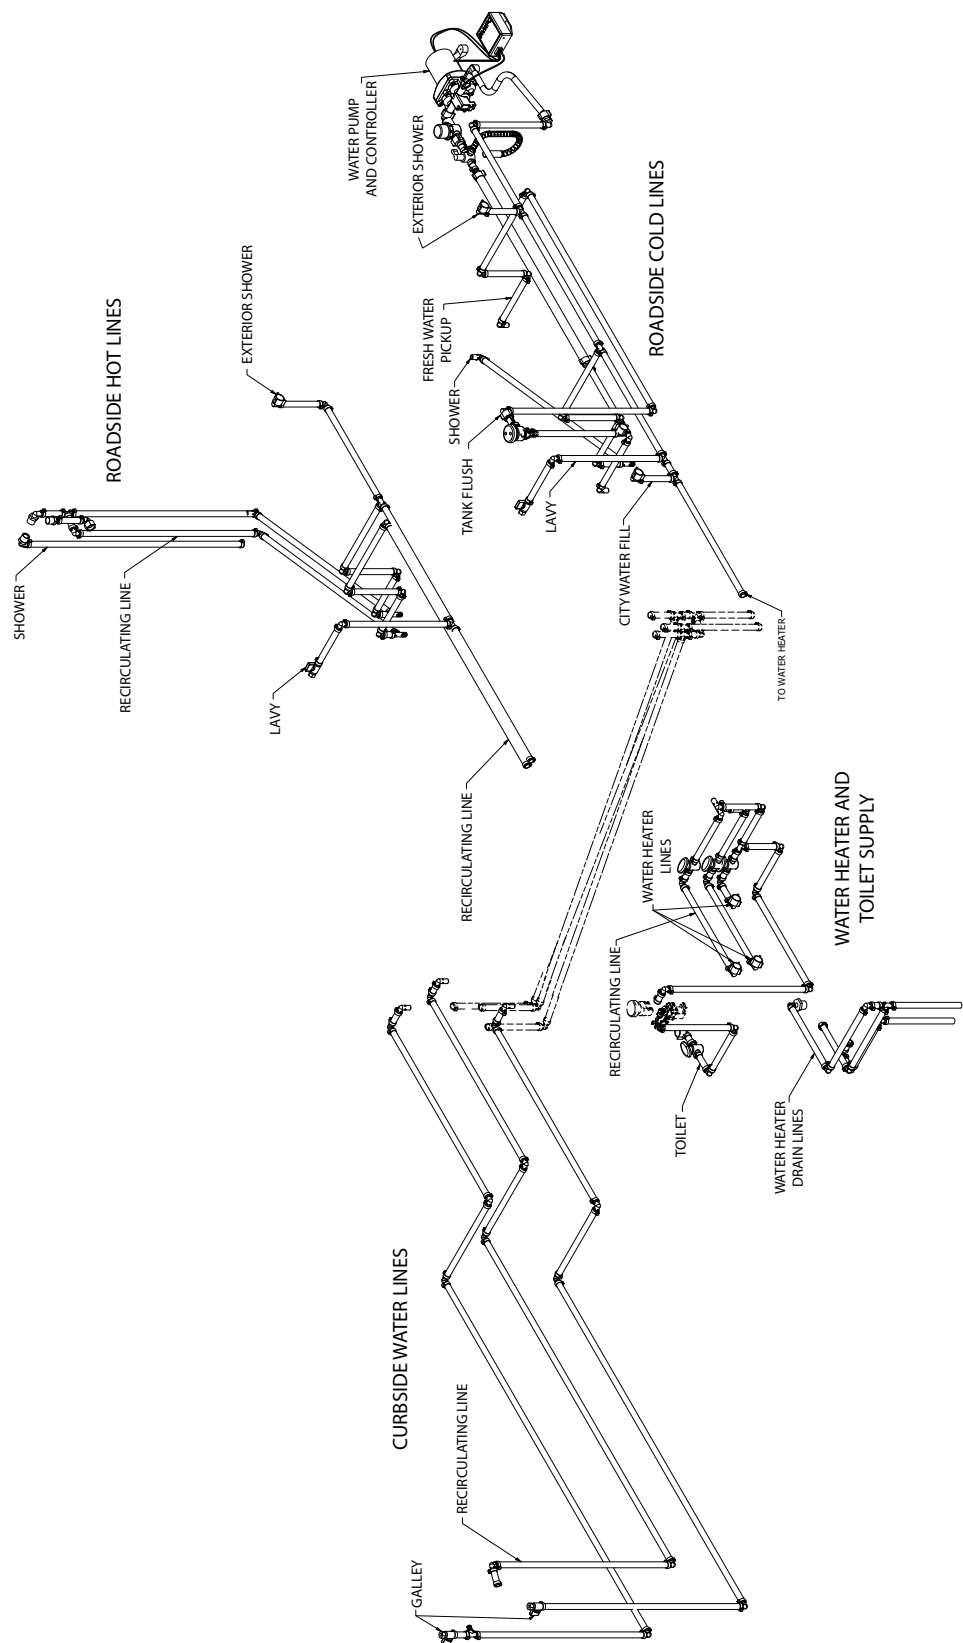 WATER PUMP
AND CONTROLLER
EXTERIOR SHOWER
ROADSIDE COLD LINES
FRESH WATER
PICKUP
SHOWER
TANK FLUSH
LAVY
CITY WATER FILL
TO WATER HEATER
EXTERIOR SHOWER
ROADSIDE HOT LINES
SHOWER
RECIRCULATING LINE
LAVY
RECIRCULATING LINE
WATER HEATER
LINES
WATER HEATER AND
TOILET SUPPLY
RECIRCULATING LINE
TOILET
WATER HEATER
DRAIN LINES
CURBSIDE WATER LINES
RECIRCULATING LINE
GALLEY